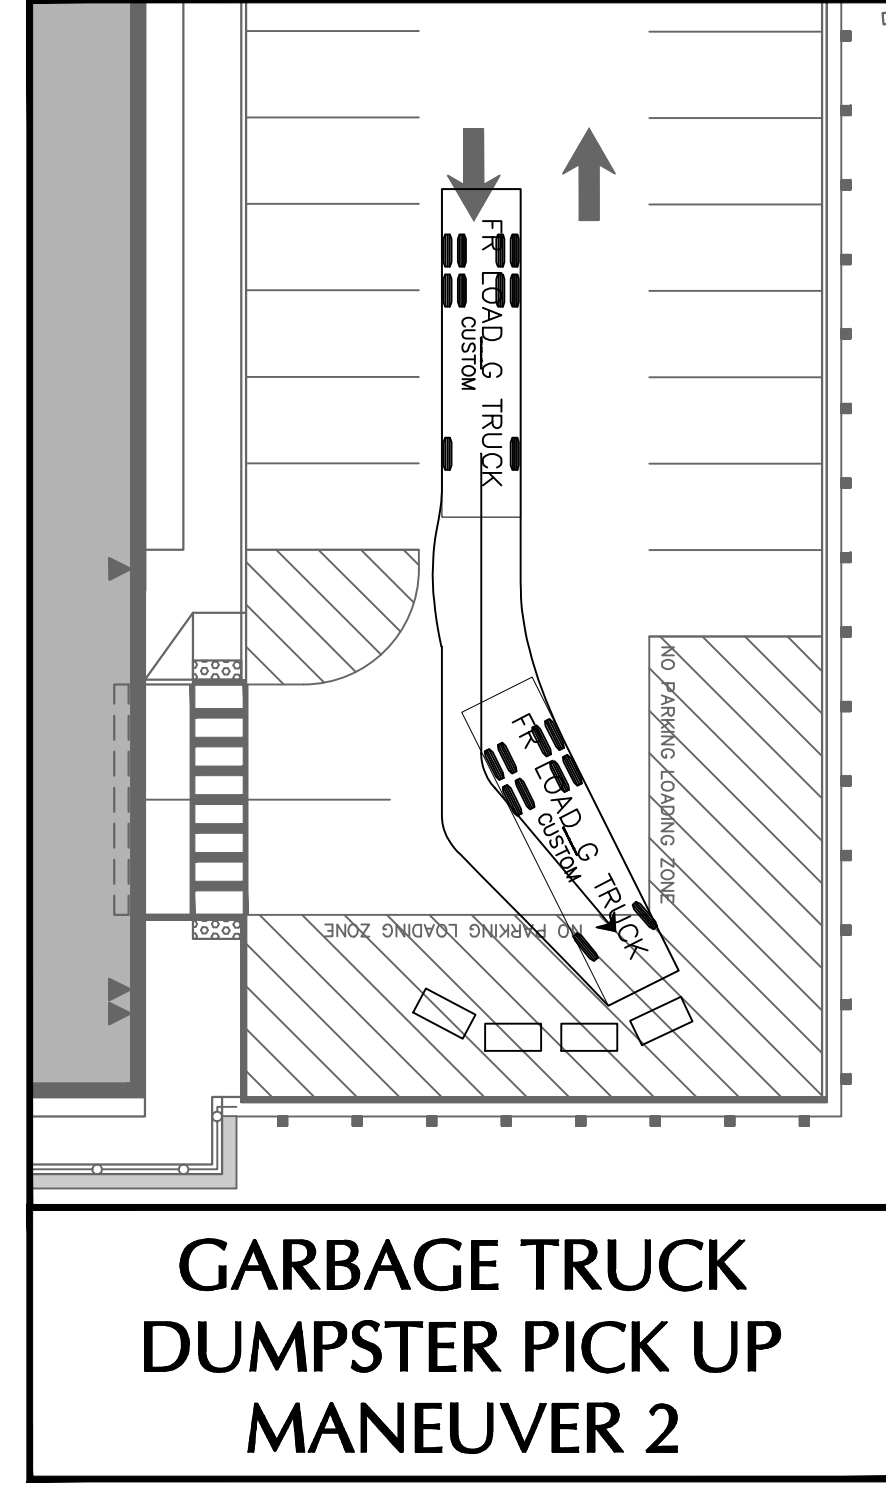 FR LOAD_G TRUCK
CUSTOM
FR LOAD_G TRUCK
CUSTOM
NO PARKING LOADING ZONE
NO PARKING LOADING ZONE
GARBAGE TRUCK
DUMPSTER PICK UP
MANEUVER 2